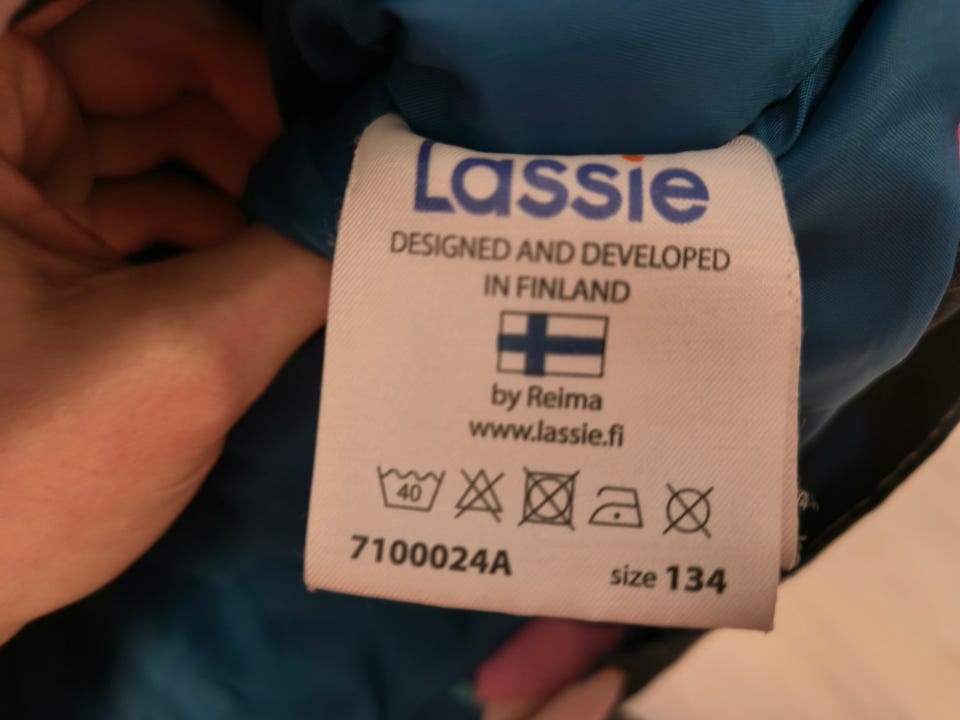 Lassie
DESIGNED AND DEVELOPED
IN FINLAND
by Reima
www.lassie.fi
40
7100024A
size 134